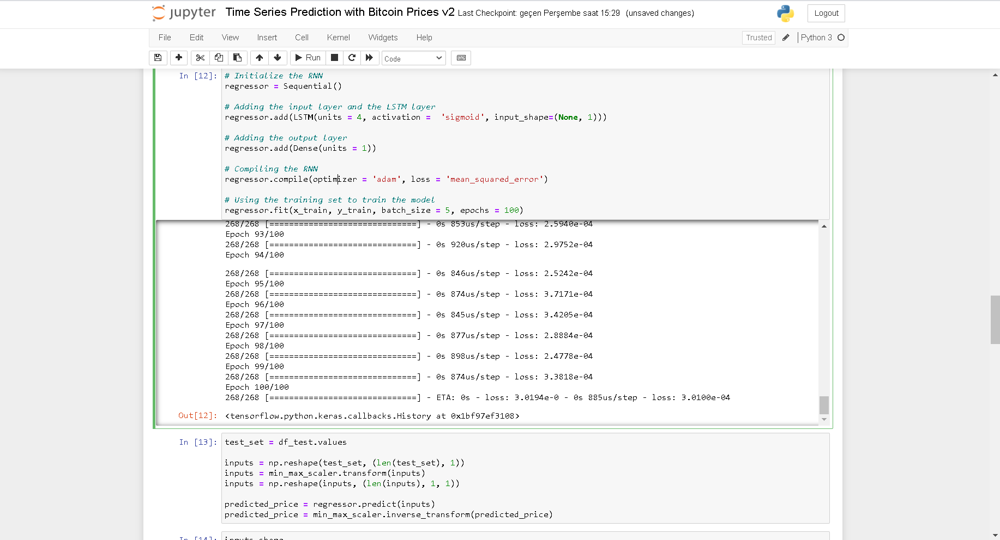 jupyter Time Series Prediction with Bitcoin Prices v2 Last Checkpoint: geçen Perşembe saat 15:29 (unsaved changes) Logout
File Edit View Insert Cell Kernel Widgets Help Trusted Python 3
Run Code
In [12]: # Initialize the RNN
regressor = Sequential()
# Adding the input layer and the LSTM layer
regressor.add(LSTM(units = 4, activation =  'sigmoid', input_shape=(None, 1)))
# Adding the output layer
regressor.add(Dense(units = 1))
# Compiling the RNN
regressor.compile(optimizer = 'adam', loss = 'mean_squared_error')
# Using the training set to train the model
regressor.fit(x_train, y_train, batch_size = 5, epochs = 100)
268/268 [==============================] - 0s 853us/step - loss: 2.5940e-04
Epoch 93/100
268/268 [==============================] - 0s 920us/step - loss: 2.9752e-04
Epoch 94/100
268/268 [==============================] - 0s 846us/step - loss: 2.5242e-04
Epoch 95/100
268/268 [==============================] - 0s 874us/step - loss: 3.7171e-04
Epoch 96/100
268/268 [==============================] - 0s 845us/step - loss: 3.4205e-04
Epoch 97/100
268/268 [==============================] - 0s 877us/step - loss: 2.8884e-04
Epoch 98/100
268/268 [==============================] - 0s 898us/step - loss: 2.4778e-04
Epoch 99/100
268/268 [==============================] - 0s 874us/step - loss: 3.3818e-04
Epoch 100/100
268/268 [==============================] - ETA: 0s - loss: 3.0194e-0 - 0s 885us/step - loss: 3.0100e-04
Out[12]: <tensorflow.python.keras.callbacks.History at 0x1bf97ef3108>
In [13]: test_set = df_test.values
inputs = np.reshape(test_set, (len(test_set), 1))
inputs = min_max_scaler.transform(inputs)
inputs = np.reshape(inputs, (len(inputs), 1, 1))
predicted_price = regressor.predict(inputs)
predicted_price = min_max_scaler.inverse_transform(predicted_price)
In [14]: inputs.shape